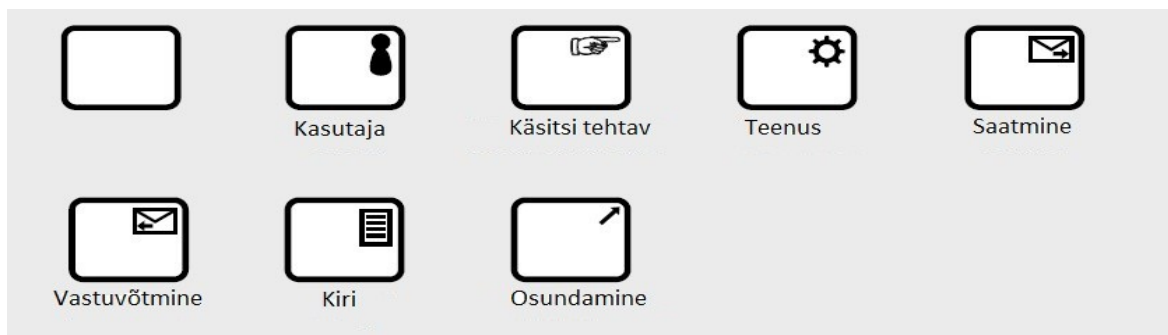 Kasutaja
Käsitsi tehtav
Teenus
Saatmine
Vastuvõtmine
Kiri
Osundamine